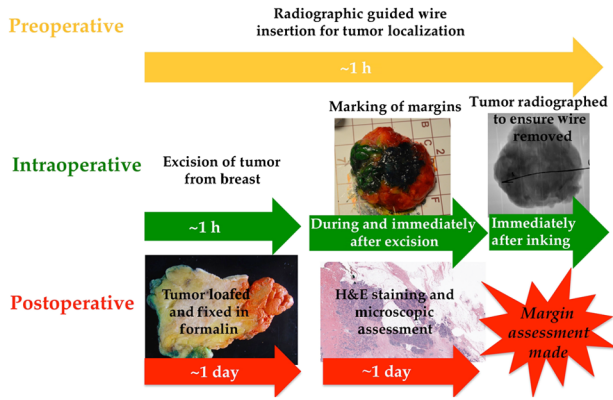 Preoperative
Radiographic guided wire
insertion for tumor localization
~1 h
Intraoperative
Excision of tumor
from breast
~1 h
Marking of margins
During and immediately
after excision
Tumor radiographed
to ensure wire
removed
Immediately
after inking
Postoperative
Tumor loafed
and fixed in
formalin
~1 day
H&E staining and
microscopic
assessment
~1 day
Margin
assessment
made